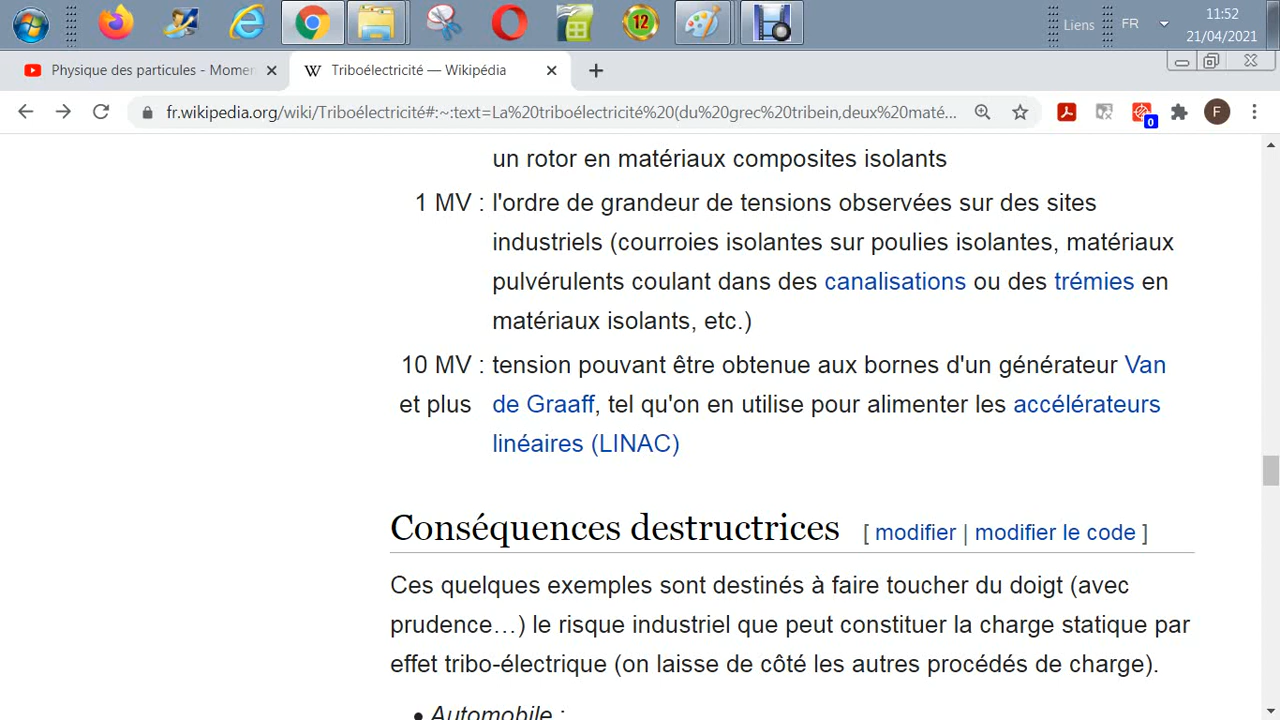 12
Liens
FR
11:52
21/04/2021
Physique des particules - Momen
W Triboélectricité — Wikipédia
fr.wikipedia.org/wiki/Triboélectricité#:~:text=La%20triboélectricité%20(du%20grec%20tribein,deux%20maté...
0
F
un rotor en matériaux composites isolants
1 MV : l'ordre de grandeur de tensions observées sur des sites
industriels (courroies isolantes sur poulies isolantes, matériaux
pulvérulents coulant dans des canalisations ou des trémies en
matériaux isolants, etc.)
10 MV : tension pouvant être obtenue aux bornes d'un générateur Van
et plus de Graaff, tel qu'on en utilise pour alimenter les accélérateurs
linéaires (LINAC)
Conséquences destructrices [ modifier | modifier le code ]
Ces quelques exemples sont destinés à faire toucher du doigt (avec
prudence…) le risque industriel que peut constituer la charge statique par
effet tribo-électrique (on laisse de côté les autres procédés de charge).
• Automobile :